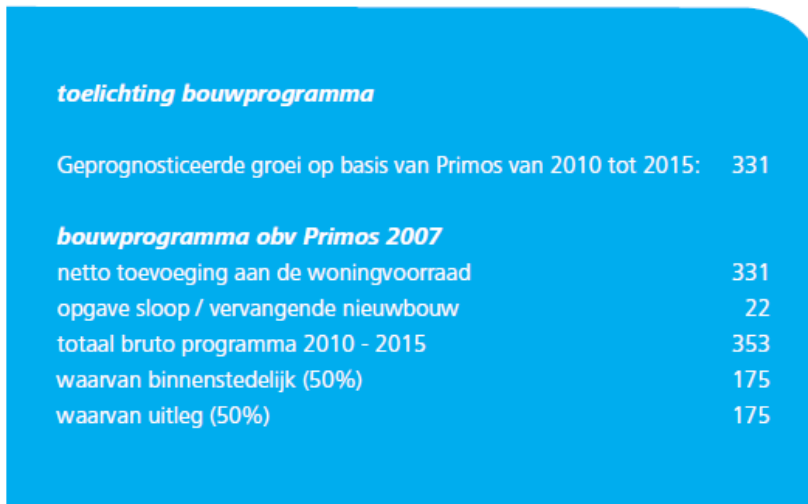 toelichting bouwprogramma
Geprognosticeerde groei op basis van Primos van 2010 tot 2015: 331
bouwprogramma obv Primos 2007
netto toevoeging aan de woningvoorraad 331
opgave sloop / vervangende nieuwbouw 22
totaal bruto programma 2010 - 2015 353
waarvan binnenstedelijk (50%) 175
waarvan uitleg (50%) 175